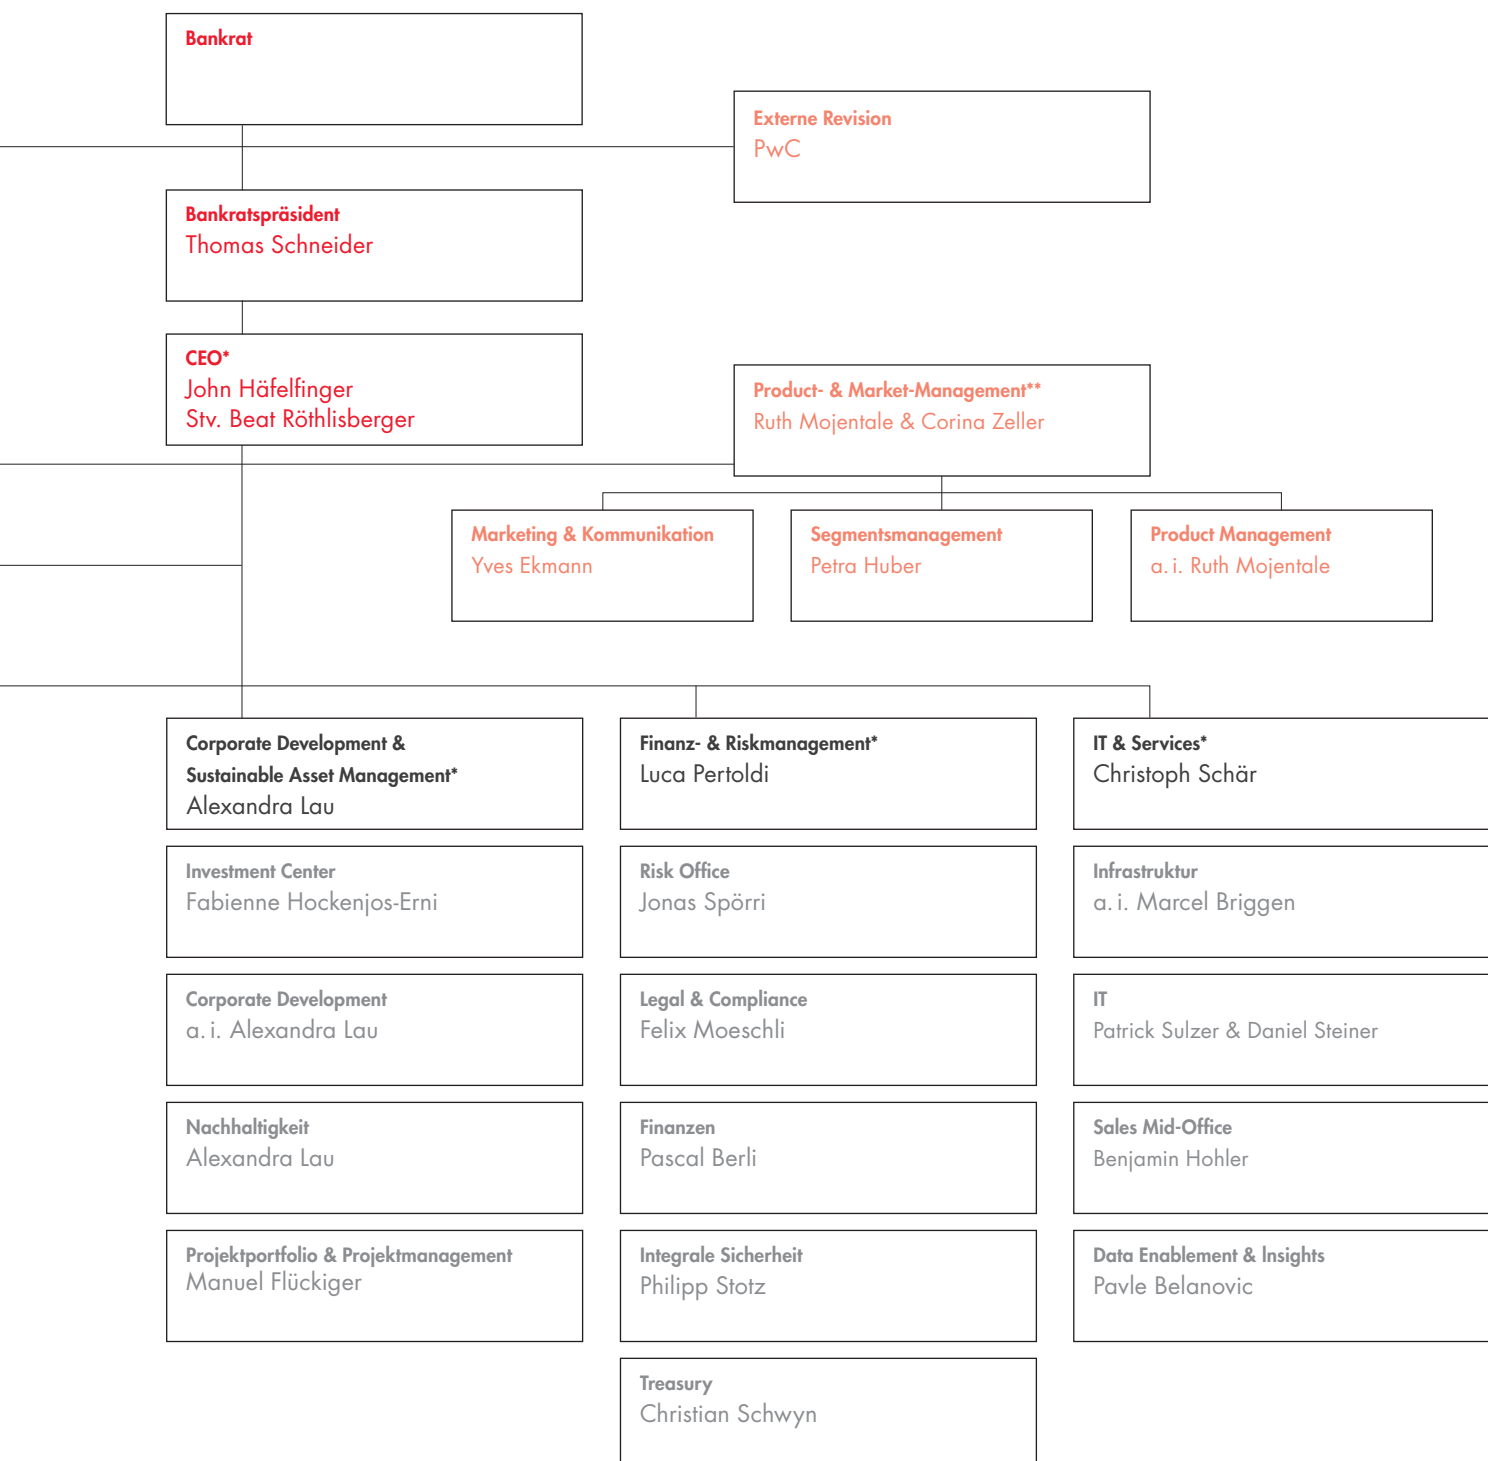 Bankrat
Externe Revision
PwC
Bankratspräsident
Thomas Schneider
CEO*
John Häfelfinger
Stv. Beat Röthlisberger
Product- & Market-Management**
Ruth Mojentale & Corina Zeller
Marketing & Kommunikation
Yves Ekmann
Segmentsmanagement
Petra Huber
Product Management
a. i. Ruth Mojentale
Corporate Development &
Sustainable Asset Management*
Alexandra Lau
Investment Center
Fabienne Hockenjos-Erni
Corporate Development
a. i. Alexandra Lau
Nachhaltigkeit
Alexandra Lau
Projektportfolio & Projektmanagement
Manuel Flückiger
Finanz- & Riskmanagement*
Luca Pertoldi
Risk Office
Jonas Spörri
Legal & Compliance
Felix Moeschli
Finanzen
Pascal Berli
Integrale Sicherheit
Philipp Stotz
Treasury
Christian Schwyn
IT & Services*
Christoph Schär
Infrastruktur
a. i. Marcel Briggen
IT
Patrick Sulzer & Daniel Steiner
Sales Mid-Office
Benjamin Hohler
Data Enablement & Insights
Pavle Belanovic